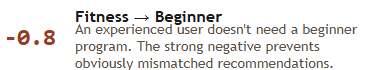 -0.8
Fitness → Beginner
An experienced user doesn't need a beginner
program. The strong negative prevents
obviously mismatched recommendations.